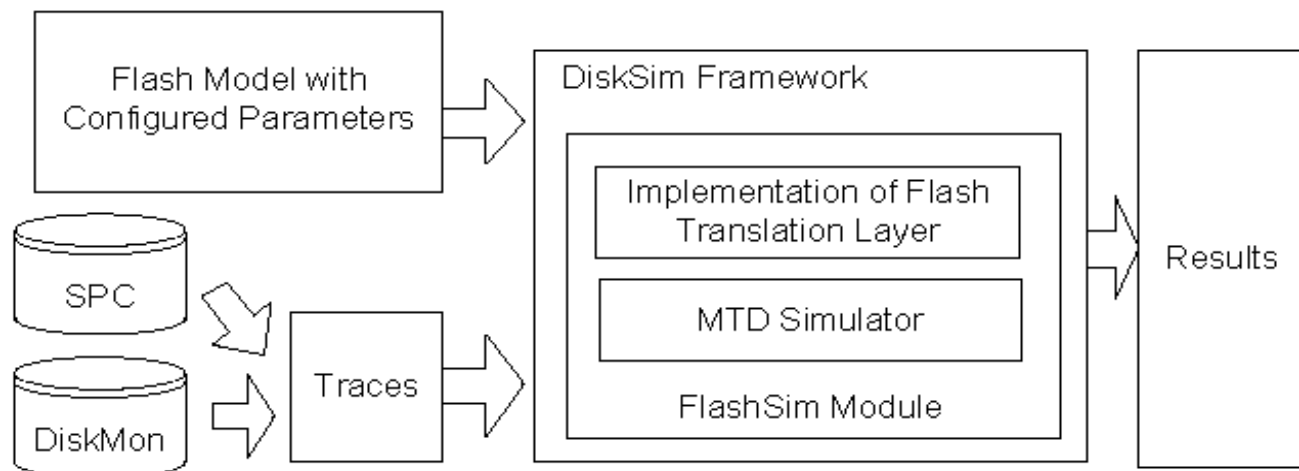 Flash Model with
Configured Parameters
SPC
DiskMon
Traces
DiskSim Framework
Implementation of Flash
Translation Layer
MTD Simulator
FlashSim Module
Results